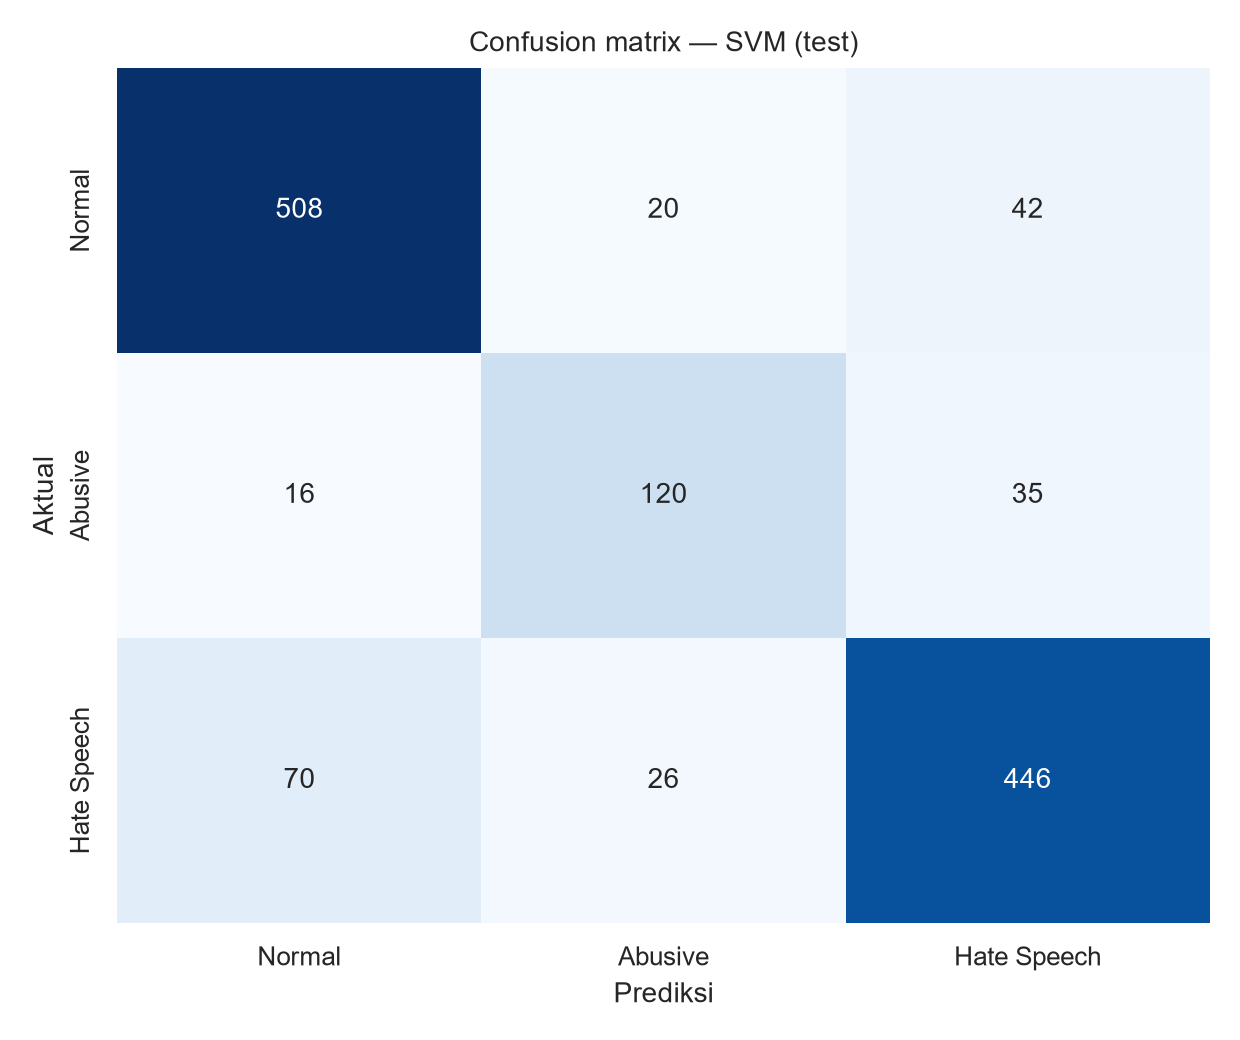 Confusion matrix — SVM (test)
Aktual
Normal
508
20
42
Abusive
16
120
35
Hate Speech
70
26
446
Normal
Abusive
Hate Speech
Prediksi